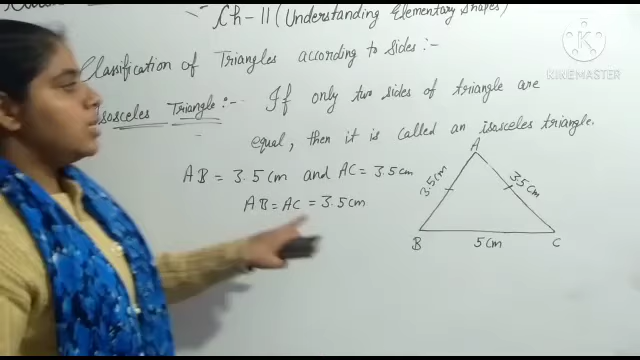 Ch-11 (Understanding Elementary Shapes)
KINEMASTER
Classification of Triangles according to Sides:-
Isosceles Triangle:- If only two sides of triangle are
equal, then it is called an isosceles triangle.
AB = 3.5 cm and AC = 3.5 cm
AB = AC = 3.5 cm
A
3.5 cm 3.5 cm
B 5 cm C